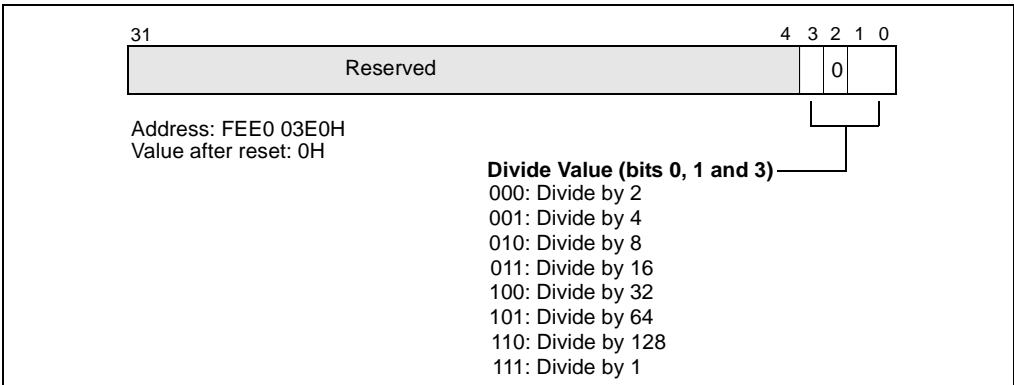 31 4 3 2 1 0
Reserved 0
Address: FEE0 03E0H
Value after reset: 0H
Divide Value (bits 0, 1 and 3)
000: Divide by 2
001: Divide by 4
010: Divide by 8
011: Divide by 16
100: Divide by 32
101: Divide by 64
110: Divide by 128
111: Divide by 1